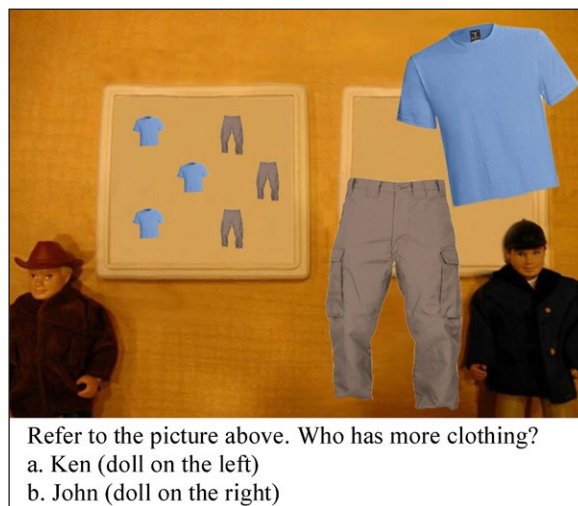 Refer to the picture above. Who has more clothing?
a. Ken (doll on the left)
b. John (doll on the right)